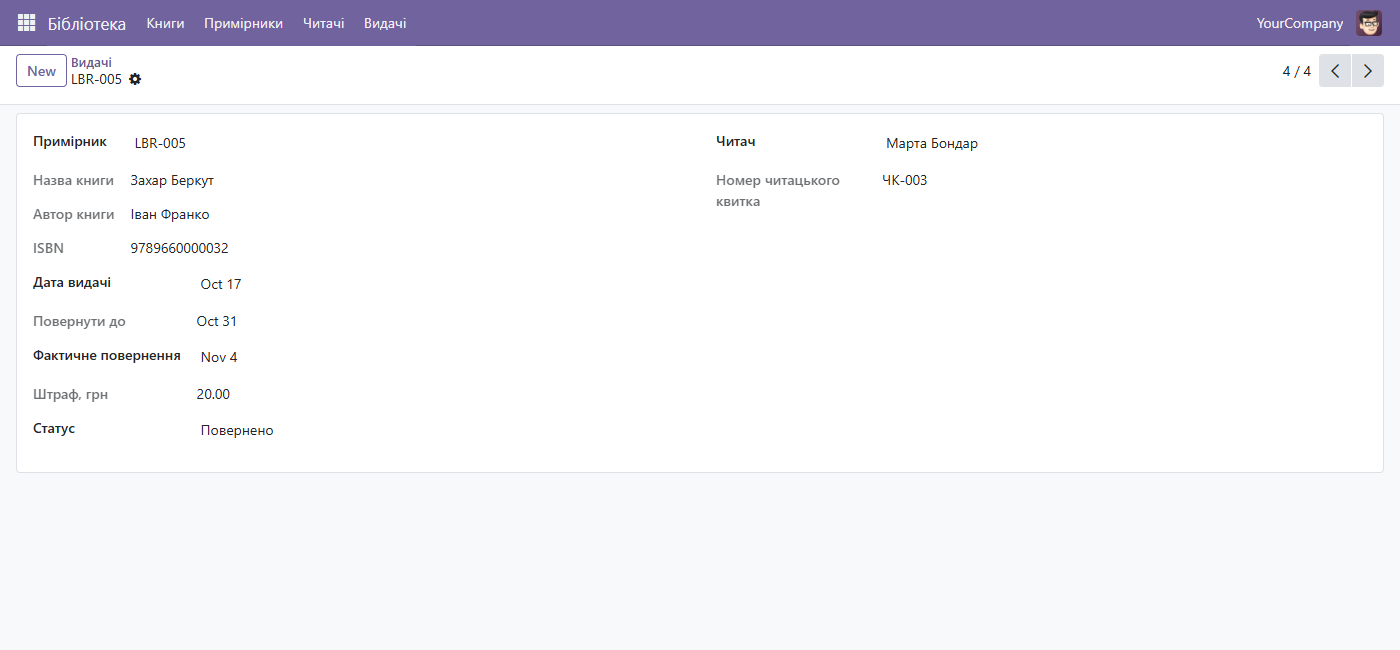 Бібліотека Книги Примірники Читачі Видачі YourCompany
New Видачі
LBR-005
4 / 4
Примірник LBR-005
Читач Марта Бондар
Назва книги Захар Беркут
Номер читацького
квитка ЧК-003
Автор книги Іван Франко
ISBN 9789660000032
Дата видачі Oct 17
Повернути до Oct 31
Фактичне повернення Nov 4
Штраф, грн 20.00
Статус Повернено